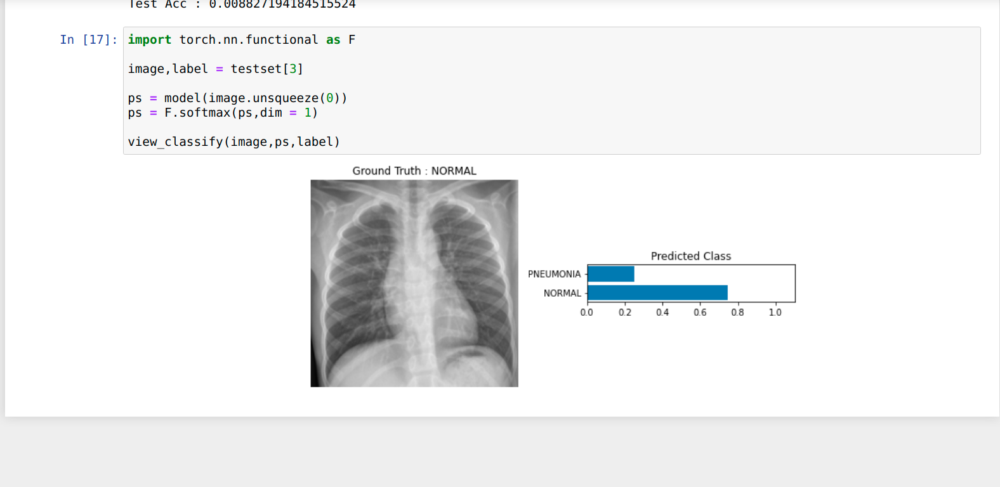 Test Acc : 0.008827194184515524
In [17]: import torch.nn.functional as F
image,label = testset[3]
ps = model(image.unsqueeze(0))
ps = F.softmax(ps,dim = 1)
view_classify(image,ps,label)
Ground Truth : NORMAL
Predicted Class
PNEUMONIA
NORMAL
0.0 0.2 0.4 0.6 0.8 1.0